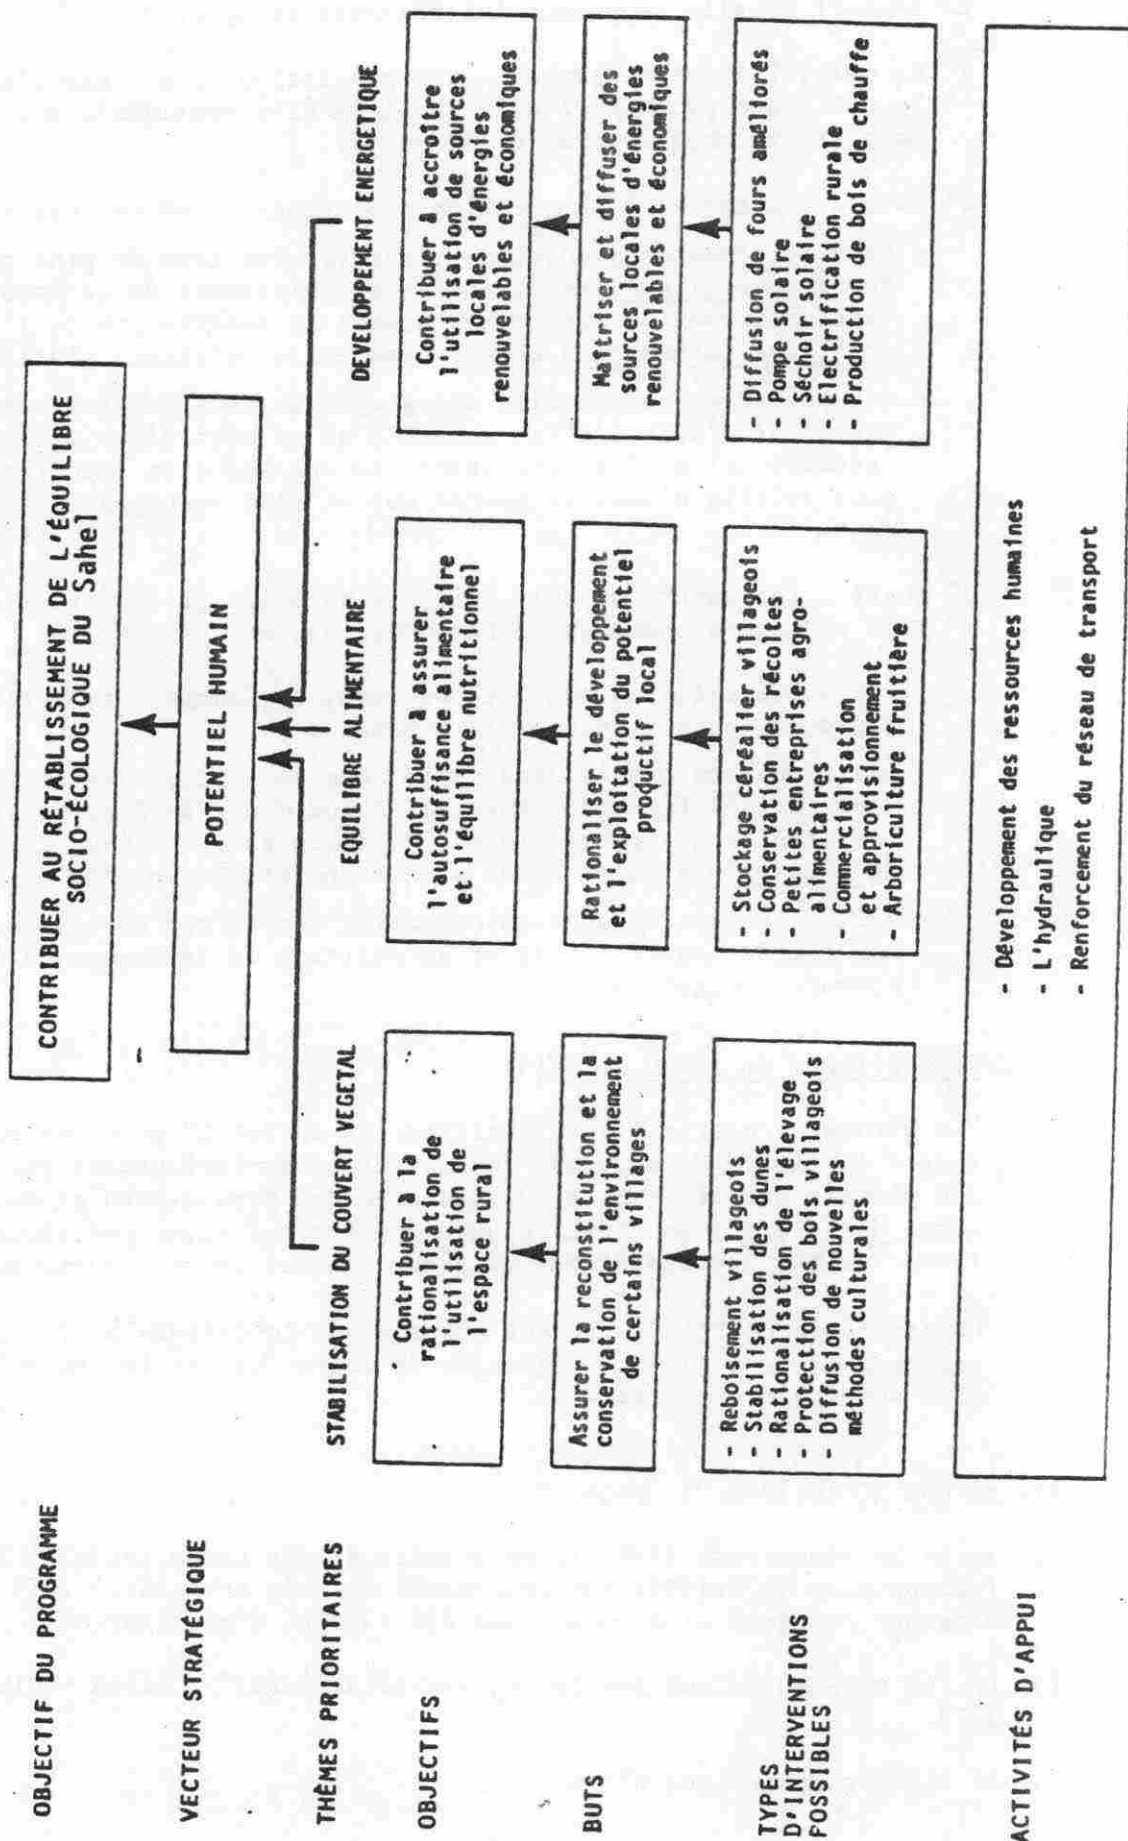 OBJECTIF DU PROGRAMME
CONTRIBUER AU RÉTABLISSEMENT DE L'ÉQUILIBRE
SOCIO-ÉCOLOGIQUE DU Sahel
VECTEUR STRATÉGIQUE
POTENTIEL HUMAIN
THÈMES PRIORITAIRES
STABILISATION DU COUVERT VEGETAL
EQUILIBRE ALIMENTAIRE
DEVELOPPEMENT ENERGETIQUE
OBJECTIFS
Contribuer à la
rationalisation de
l'utilisation de
l'espace rural
Contribuer à assurer
l'autosuffisance alimentaire
et l'équilibre nutritionnel
Contribuer à accroître
l'utilisation de sources
locales d'énergies
renouvelables et économiques
BUTS
Assurer la reconstitution et la
conservation de l'environnement
de certains villages
Rationaliser le développement
et l'exploitation du potentiel
productif local
Maîtriser et diffuser des
sources locales d'énergies
renouvelables et économiques
TYPES
D'INTERVENTIONS
POSSIBLES
- Reboisement villageois
- Stabilisation des dunes
- Rationalisation de l'élevage
- Protection des bois villageois
- Diffusion de nouvelles
méthodes culturales
- Stockage céréalier villageois
- Conservation des récoltes
- Petites entreprises agro-
alimentaires
- Commercialisation
et approvisionnement
- Arboriculture fruitière
- Diffusion de fours améliorés
- Pompe solaire
- Séchoir solaire
- Electrification rurale
- Production de bois de chauffe
ACTIVITÉS D'APPUI
- Développement des ressources humaines
- L'hydraulique
- Renforcement du réseau de transport